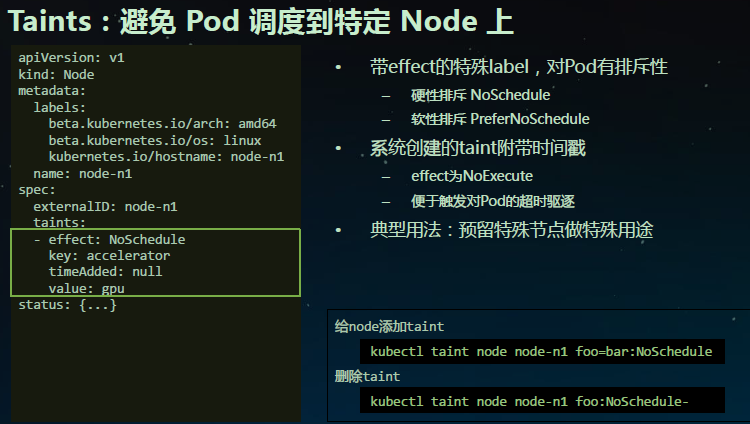 Taints：避免 Pod 调度到特定 Node 上
apiVersion: v1
kind: Node
metadata:
  labels:
    beta.kubernetes.io/arch: amd64
    beta.kubernetes.io/os: linux
    kubernetes.io/hostname: node-n1
  name: node-n1
spec:
  externalID: node-n1
  taints:
  - effect: NoSchedule
    key: accelerator
    timeAdded: null
    value: gpu
status: {...}
• 带effect的特殊label，对Pod有排斥性
– 硬性排斥 NoSchedule
– 软性排斥 PreferNoSchedule
• 系统创建的taint附带时间戳
– effect为NoExecute
– 便于触发对Pod的超时驱逐
• 典型用法：预留特殊节点做特殊用途
给node添加taint
kubectl taint node node-n1 foo=bar:NoSchedule
删除taint
kubectl taint node node-n1 foo:NoSchedule-